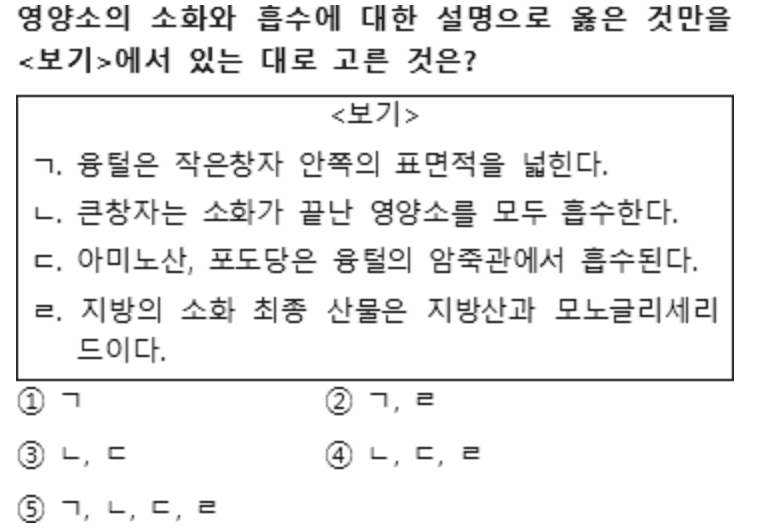 영양소의 소화와 흡수에 대한 설명으로 옳은 것만을
<보기>에서 있는 대로 고른 것은?
<보기>
ㄱ. 융털은 작은창자 안쪽의 표면적을 넓힌다.
ㄴ. 큰창자는 소화가 끝난 영양소를 모두 흡수한다.
ㄷ. 아미노산, 포도당은 융털의 암죽관에서 흡수된다.
ㄹ. 지방의 소화 최종 산물은 지방산과 모노글리세리
드이다.
① ㄱ ② ㄱ, ㄹ
③ ㄴ, ㄷ ④ ㄴ, ㄷ, ㄹ
⑤ ㄱ, ㄴ, ㄷ, ㄹ